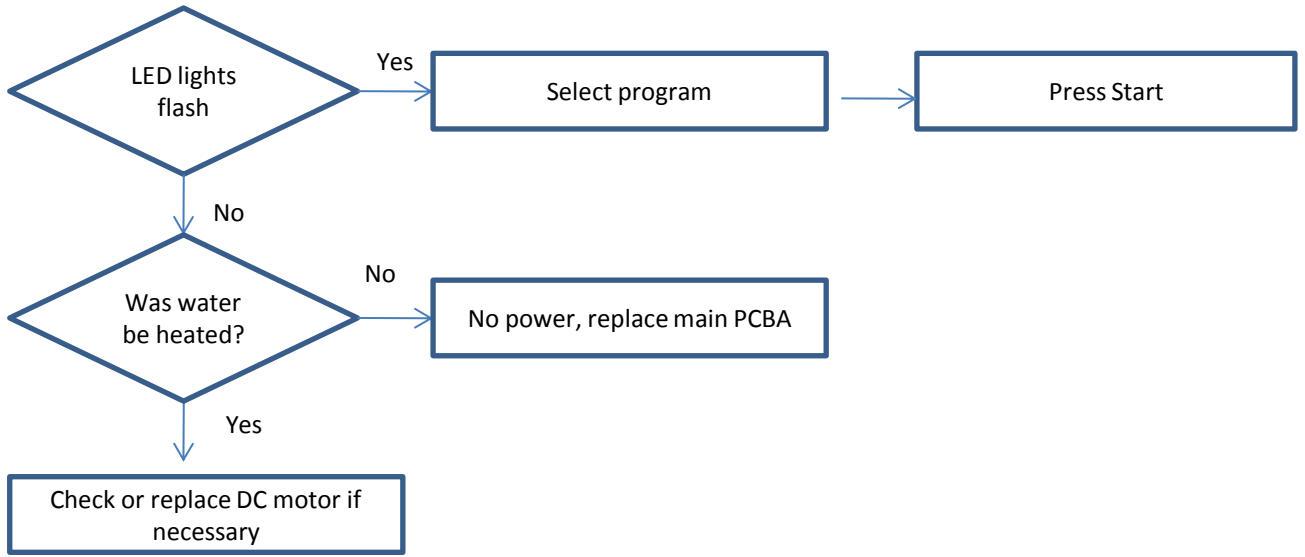 LED lights
flash
Yes
Select program
Press Start
No
Was water
be heated?
No
No power, replace main PCBA
Yes
Check or replace DC motor if
necessary